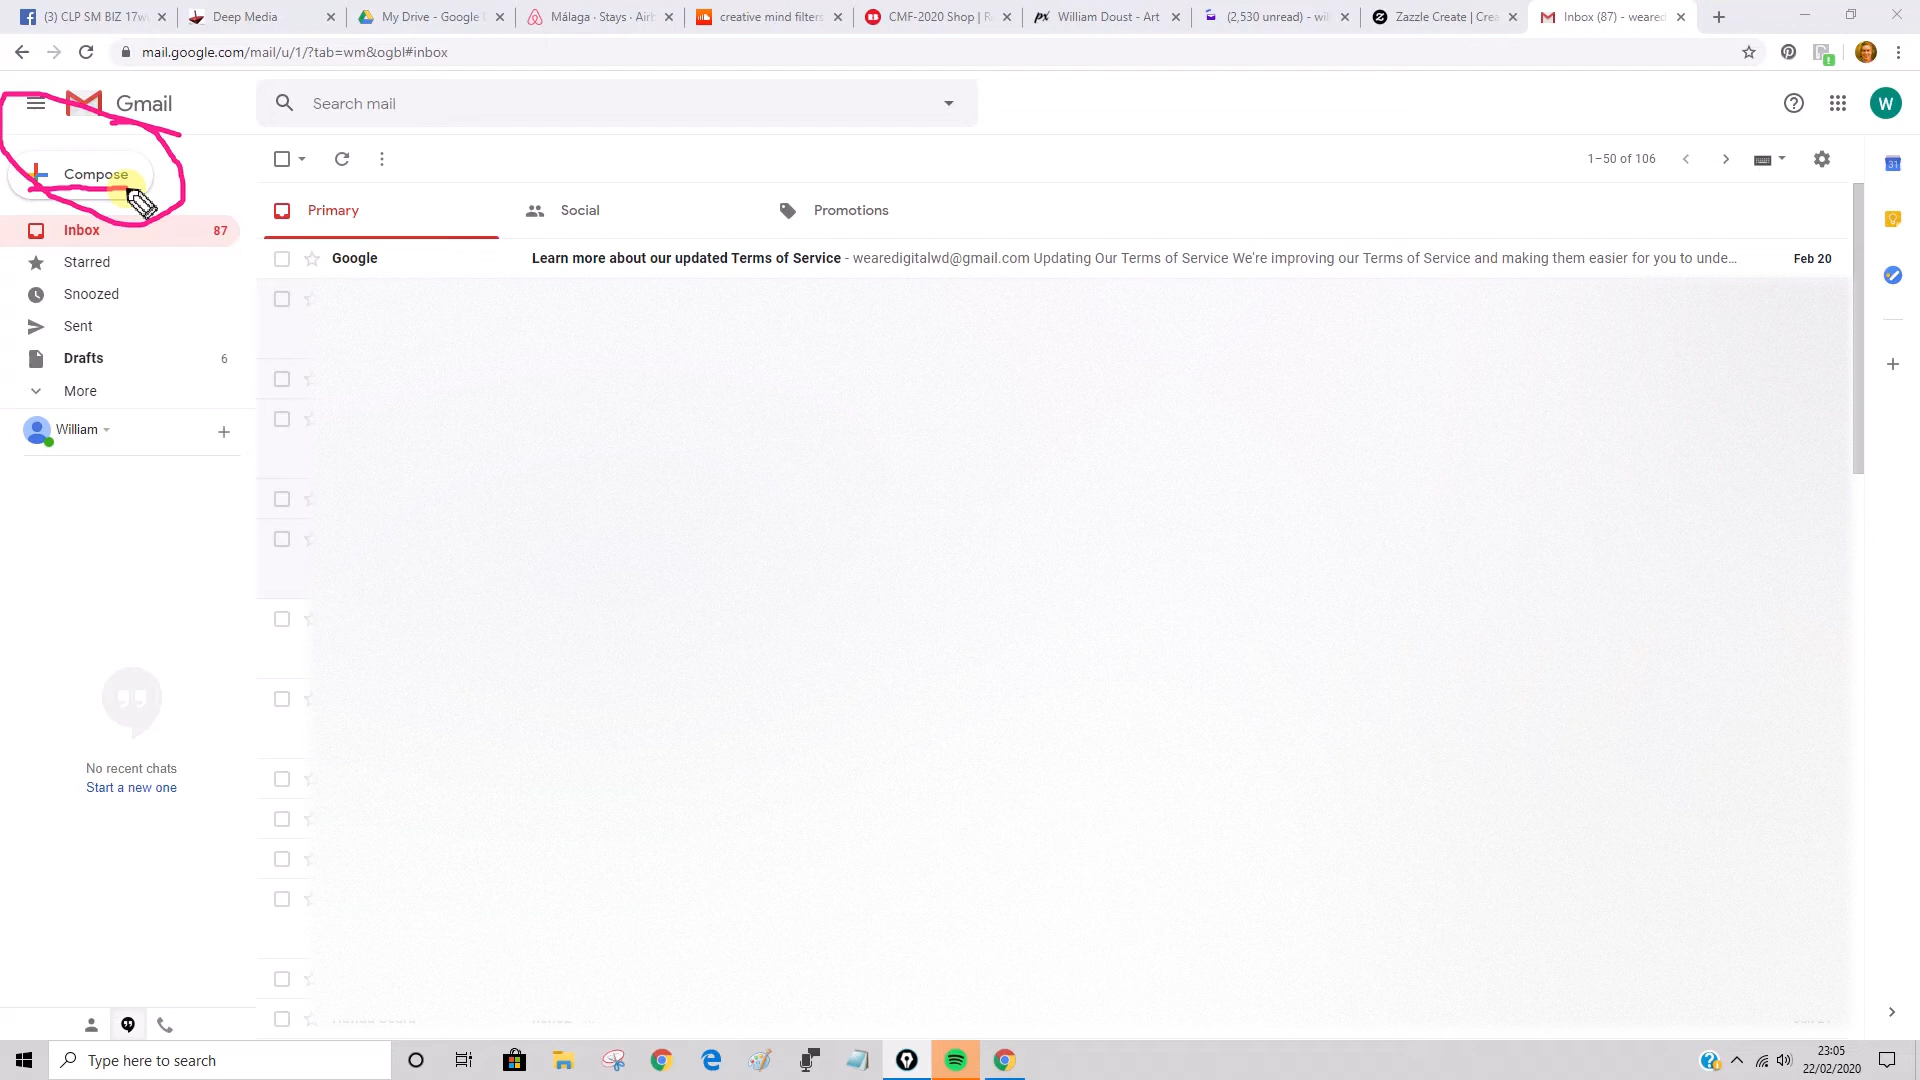 (3) CLP SM BIZ 17w
Deep Media
My Drive - Google
Málaga · Stays · Airb
creative mind filters
CMF-2020 Shop | R
William Doust - Art
(2,530 unread) - wil
Zazzle Create | Crea
Inbox (87) - weared
mail.google.com/mail/u/1/?tab=wm&ogbl#inbox
Gmail
Search mail
W
Compose
1–50 of 106
31
Primary
Social
Promotions
Inbox 87
Google Learn more about our updated Terms of Service - wearedigitalwd@gmail.com Updating Our Terms of Service We're improving our Terms of Service and making them easier for you to unde... Feb 20
Starred
Snoozed
Sent
Drafts 6
More
William
No recent chats
Start a new one
Type here to search
23:05
22/02/2020